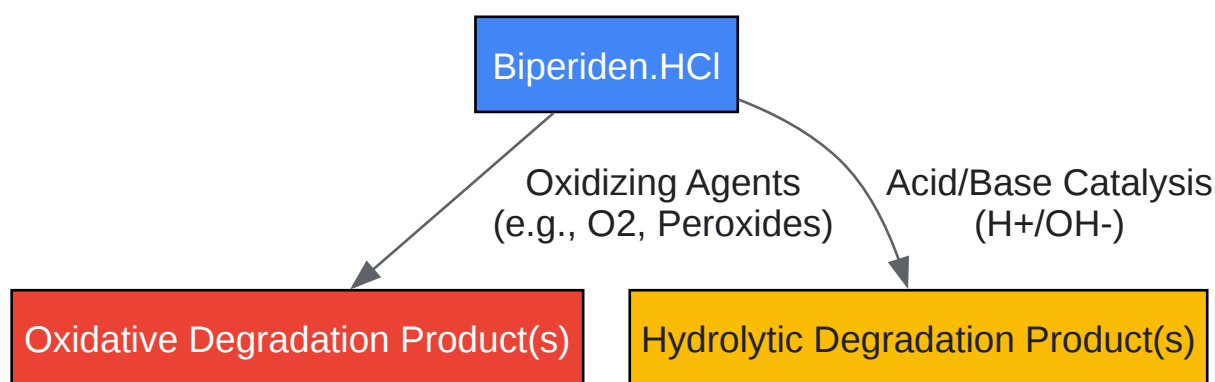 Biperiden.HCl
Oxidizing Agents
(e.g., O2, Peroxides)
Acid/Base Catalysis
(H+/OH-)
Oxidative Degradation Product(s)
Hydrolytic Degradation Product(s)